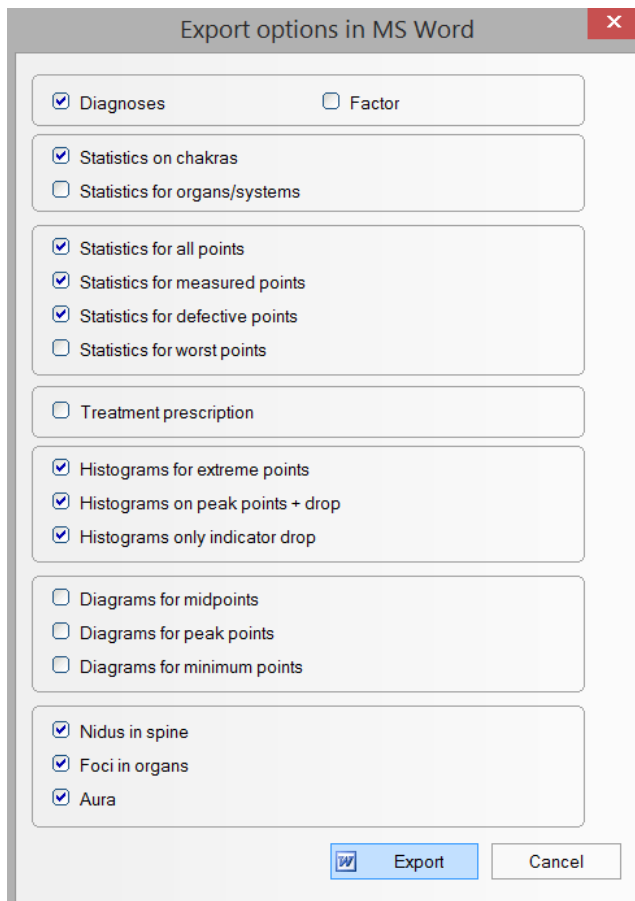 Export options in MS Word
Diagnoses Factor
Statistics on chakras
Statistics for organs/systems
Statistics for all points
Statistics for measured points
Statistics for defective points
Statistics for worst points
Treatment prescription
Histograms for extreme points
Histograms on peak points + drop
Histograms only indicator drop
Diagrams for midpoints
Diagrams for peak points
Diagrams for minimum points
Nidus in spine
Foci in organs
Aura
Export Cancel